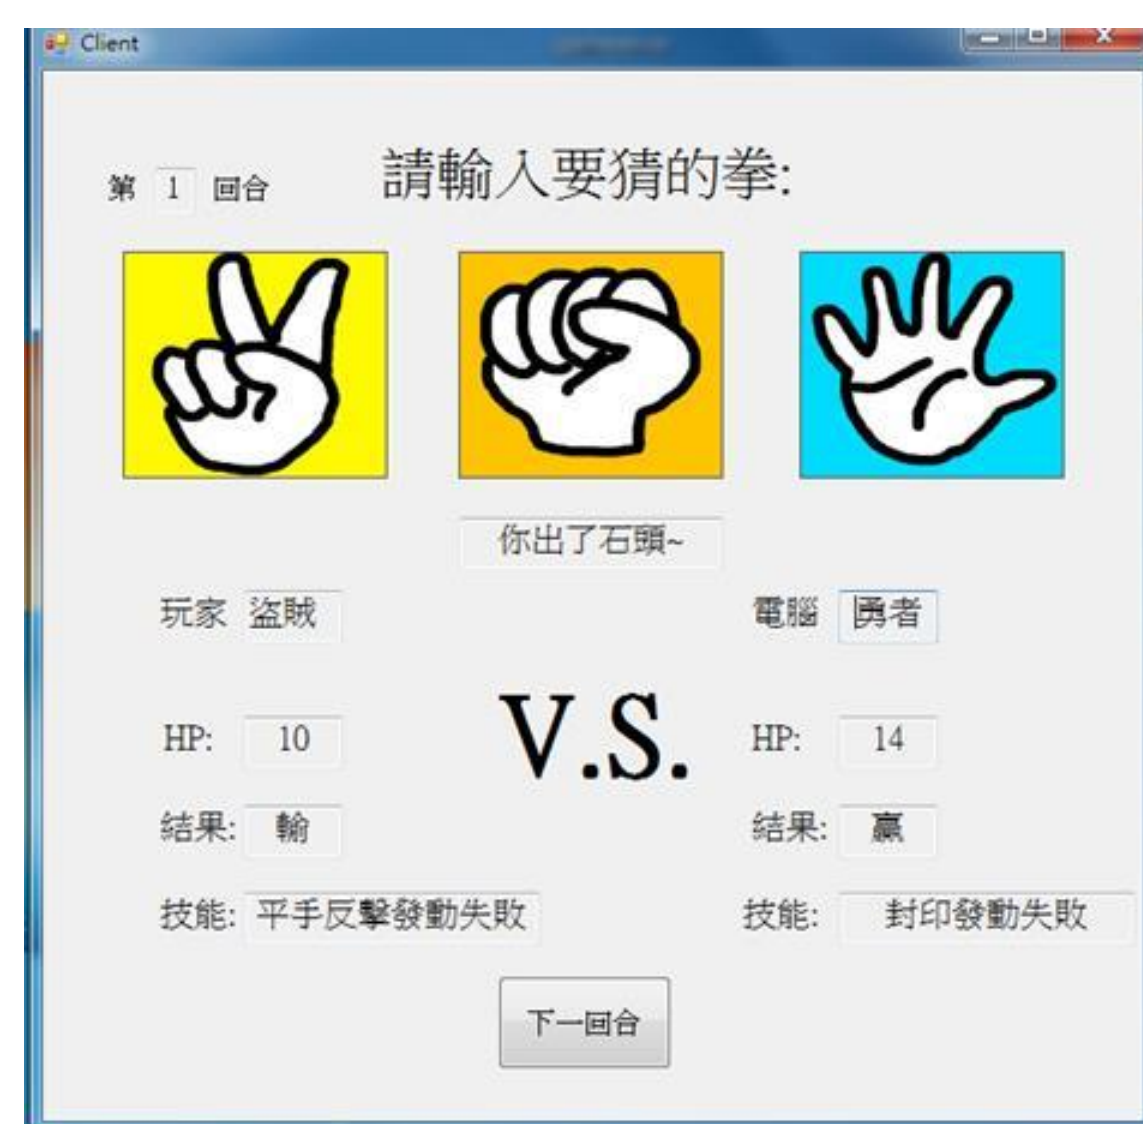 Client
請輸入要猜的拳:
第 1 回合
你出了石頭~
玩家 盜賊 電腦 勇者
V.S.
HP: 10 HP: 14
結果: 輸 結果: 贏
技能: 平手反擊發動失敗 技能: 封印發動失敗
下一回合